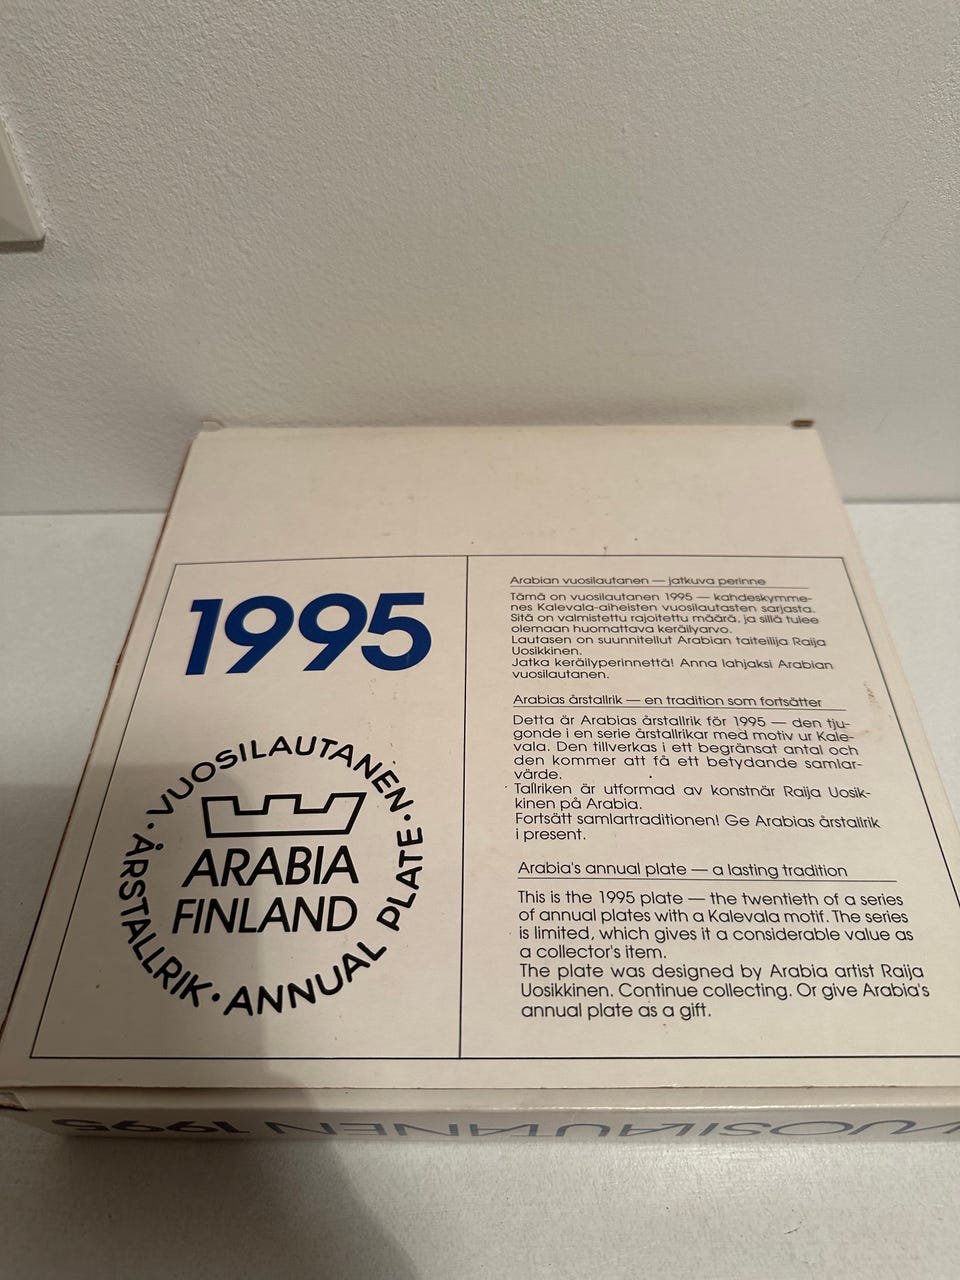 1995
VUOSILAUTANEN · ANNUAL PLATE · ÅRSTALLRIK ·
ARABIA
FINLAND
Arabian vuosilautanen — jatkuva perinne
Tämä on vuosilautanen 1995 — kahdeskymme-
nes Kalevala-aiheisten vuosilautasten sarjasta.
Sitä on valmistettu rajoitettu määrä, ja sillä tulee
olemaan huomattava keräilyarvo.
Lautasen on suunnitellut Arabian taiteilija Raija
Uosikkinen.
Jatka keräilyperinnettä! Anna lahjaksi Arabian
vuosilautanen.
Arabias årstallrik — en tradition som fortsätter
Detta är Arabias årstallrik för 1995 — den tju-
gonde i en serie årstallrikar med motiv ur Kale-
vala. Den tillverkas i ett begränsat antal och
den kommer att få ett betydande samlar-
värde.
Tallriken är utformad av konstnär Raija Uosik-
kinen på Arabia.
Fortsätt samlartraditionen! Ge Arabias årstallrik
i present.
Arabia's annual plate — a lasting tradition
This is the 1995 plate — the twentieth of a series
of annual plates with a Kalevala motif. The series
is limited, which gives it a considerable value as
a collector's item.
The plate was designed by Arabia artist Raija
Uosikkinen. Continue collecting. Or give Arabia's
annual plate as a gift.
VUOSILAUTANEN 1995